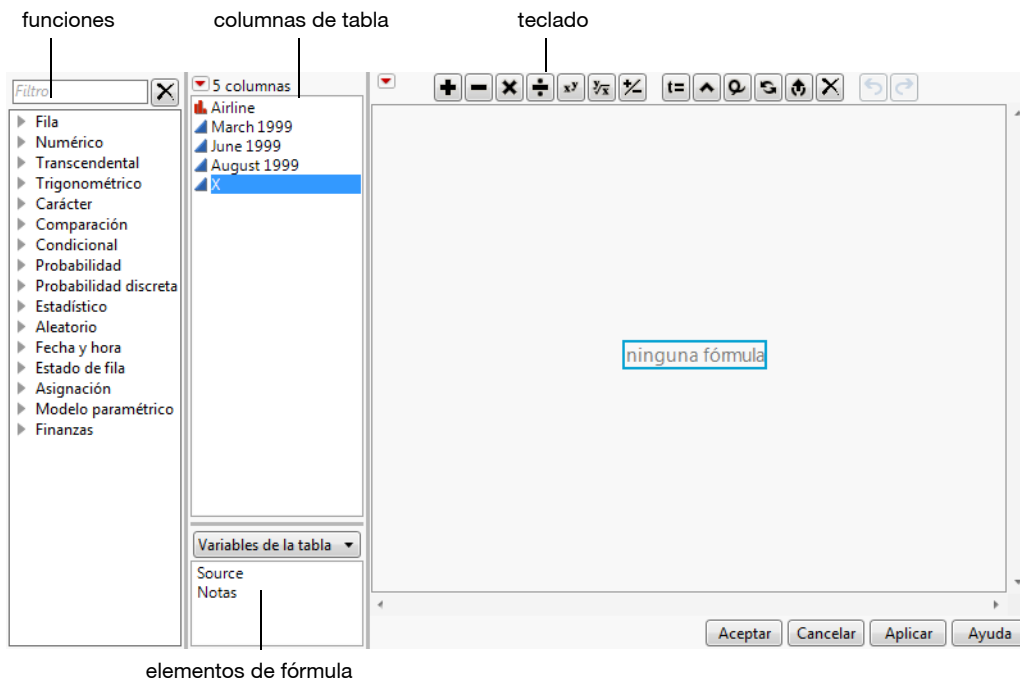 funciones
columnas de tabla
teclado
Filtro
Fila
Numérico
Transcendental
Trigonométrico
Carácter
Comparación
Condicional
Probabilidad
Probabilidad discreta
Estadístico
Aleatorio
Fecha y hora
Estado de fila
Asignación
Modelo paramétrico
Finanzas
5 columnas
Airline
March 1999
June 1999
August 1999
X
Variables de la tabla
Source
Notas
xʸ
ʸ√x
+/−
t=
ninguna fórmula
Aceptar Cancelar Aplicar Ayuda
elementos de fórmula